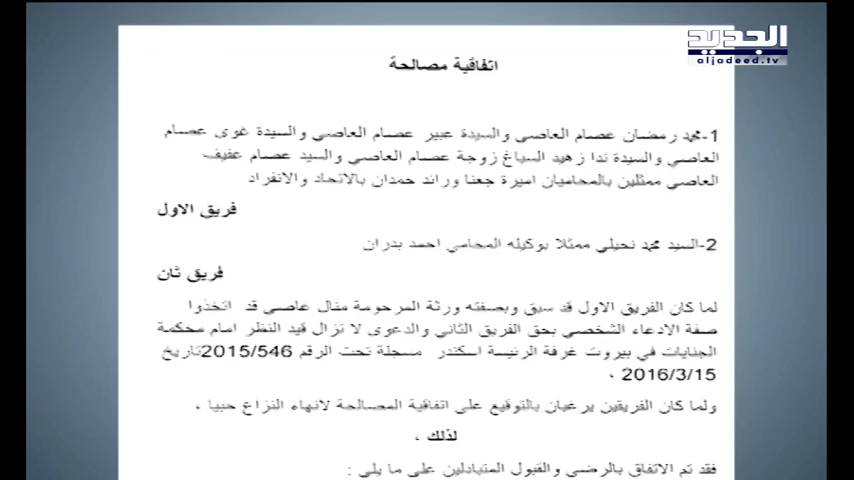 الجديد
aljadeed.tv
اتفاقية مصالحة
1-محمد رمضان عصام العاصي والسيدة عبير عصام العاصي والسيدة غوى عصام
العاصي والسيدة ندا زهيد السباغ زوجة عصام العاصي والسيد عصام عفيف
العاصي ممثلين بالمحاميان اميرة جعنا ورائد حمدان بالاتحاد والانفراد
فريق الاول
2-السيد محمد نحيلي ممثلا بوكيله المحامي احمد بدران
فريق ثان
لما كان الفريق الاول قد سبق وبصفته ورثة المرحومة منال عاصي قد اتخذوا
صفة الادعاء الشخصي بحق الفريق الثاني والدعوى لا تزال قيد النظر امام محكمة
الجنايات في بيروت غرفة الرئيسة اسكندر مسجلة تحت الرقم 2015/546تاريخ
2016/3/15 ،
ولما كان الفريقين يرغبان بالتوقيع على اتفاقية المصالحة لانهاء النزاع حبيا ،
لذلك ،
فقد تم الاتفاق بالرضى والقبول المتبادلين على ما يلي :